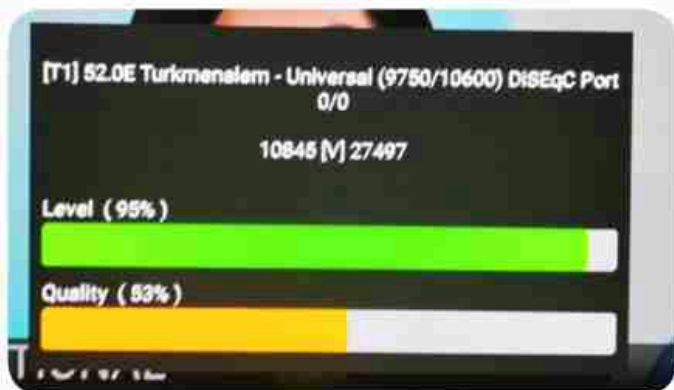 [T1] 52.0E Turkmenalem - Universal (9750/10600) DiSEqC Port
0/0
10845 [V] 27497
Level (95%)
Quality (53%)